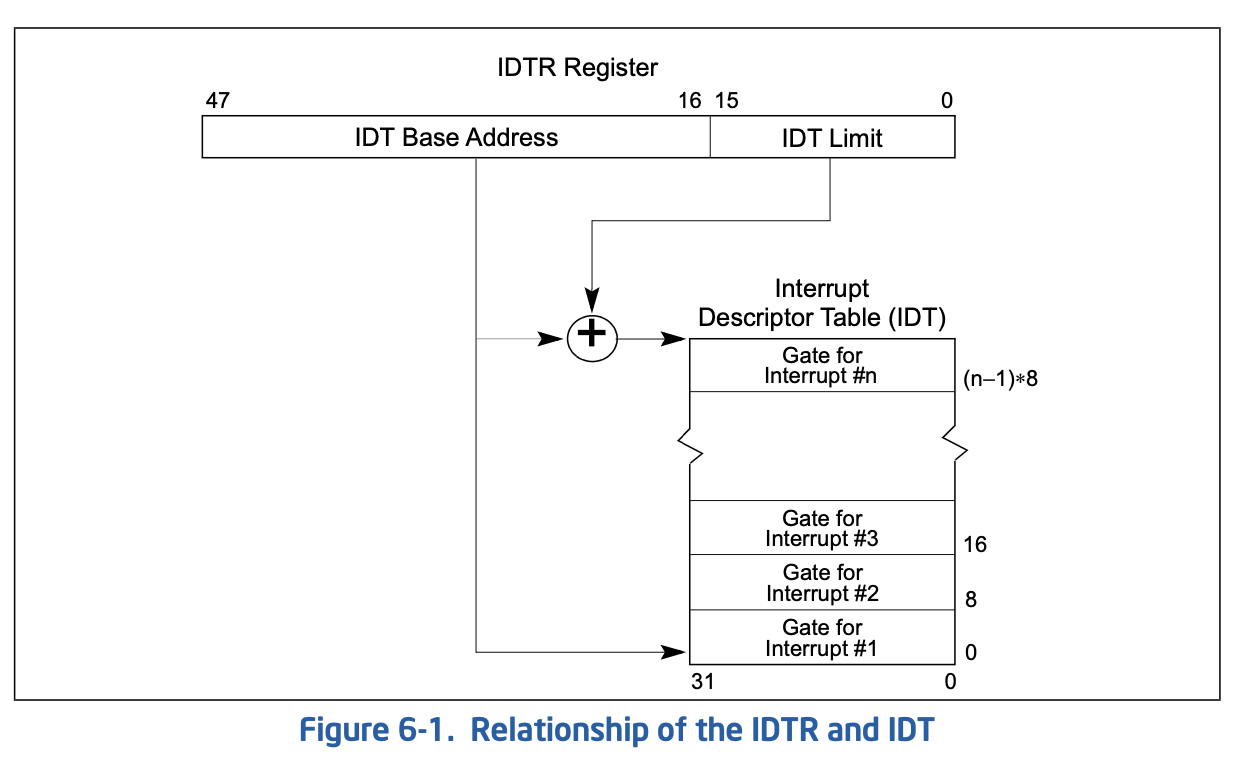 IDTR Register
47 16 15 0
IDT Base Address IDT Limit
+
Interrupt
Descriptor Table (IDT)
Gate for
Interrupt #n
(n−1)∗8
Gate for
Interrupt #3
16
Gate for
Interrupt #2
8
Gate for
Interrupt #1
0
31 0
Figure 6-1. Relationship of the IDTR and IDT